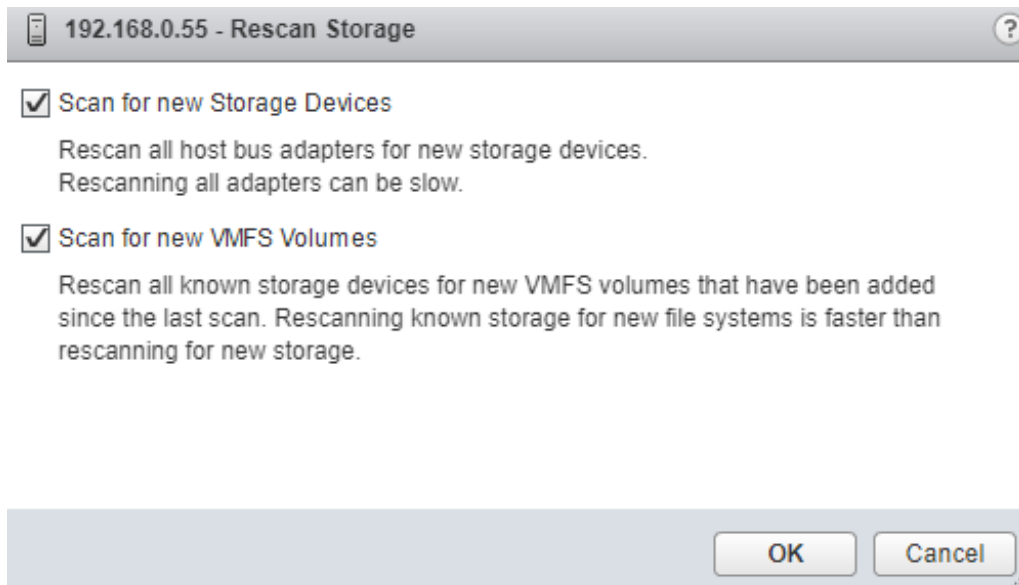 192.168.0.55 - Rescan Storage
?
Scan for new Storage Devices
Rescan all host bus adapters for new storage devices.
Rescanning all adapters can be slow.
Scan for new VMFS Volumes
Rescan all known storage devices for new VMFS volumes that have been added
since the last scan. Rescanning known storage for new file systems is faster than
rescanning for new storage.
OK
Cancel